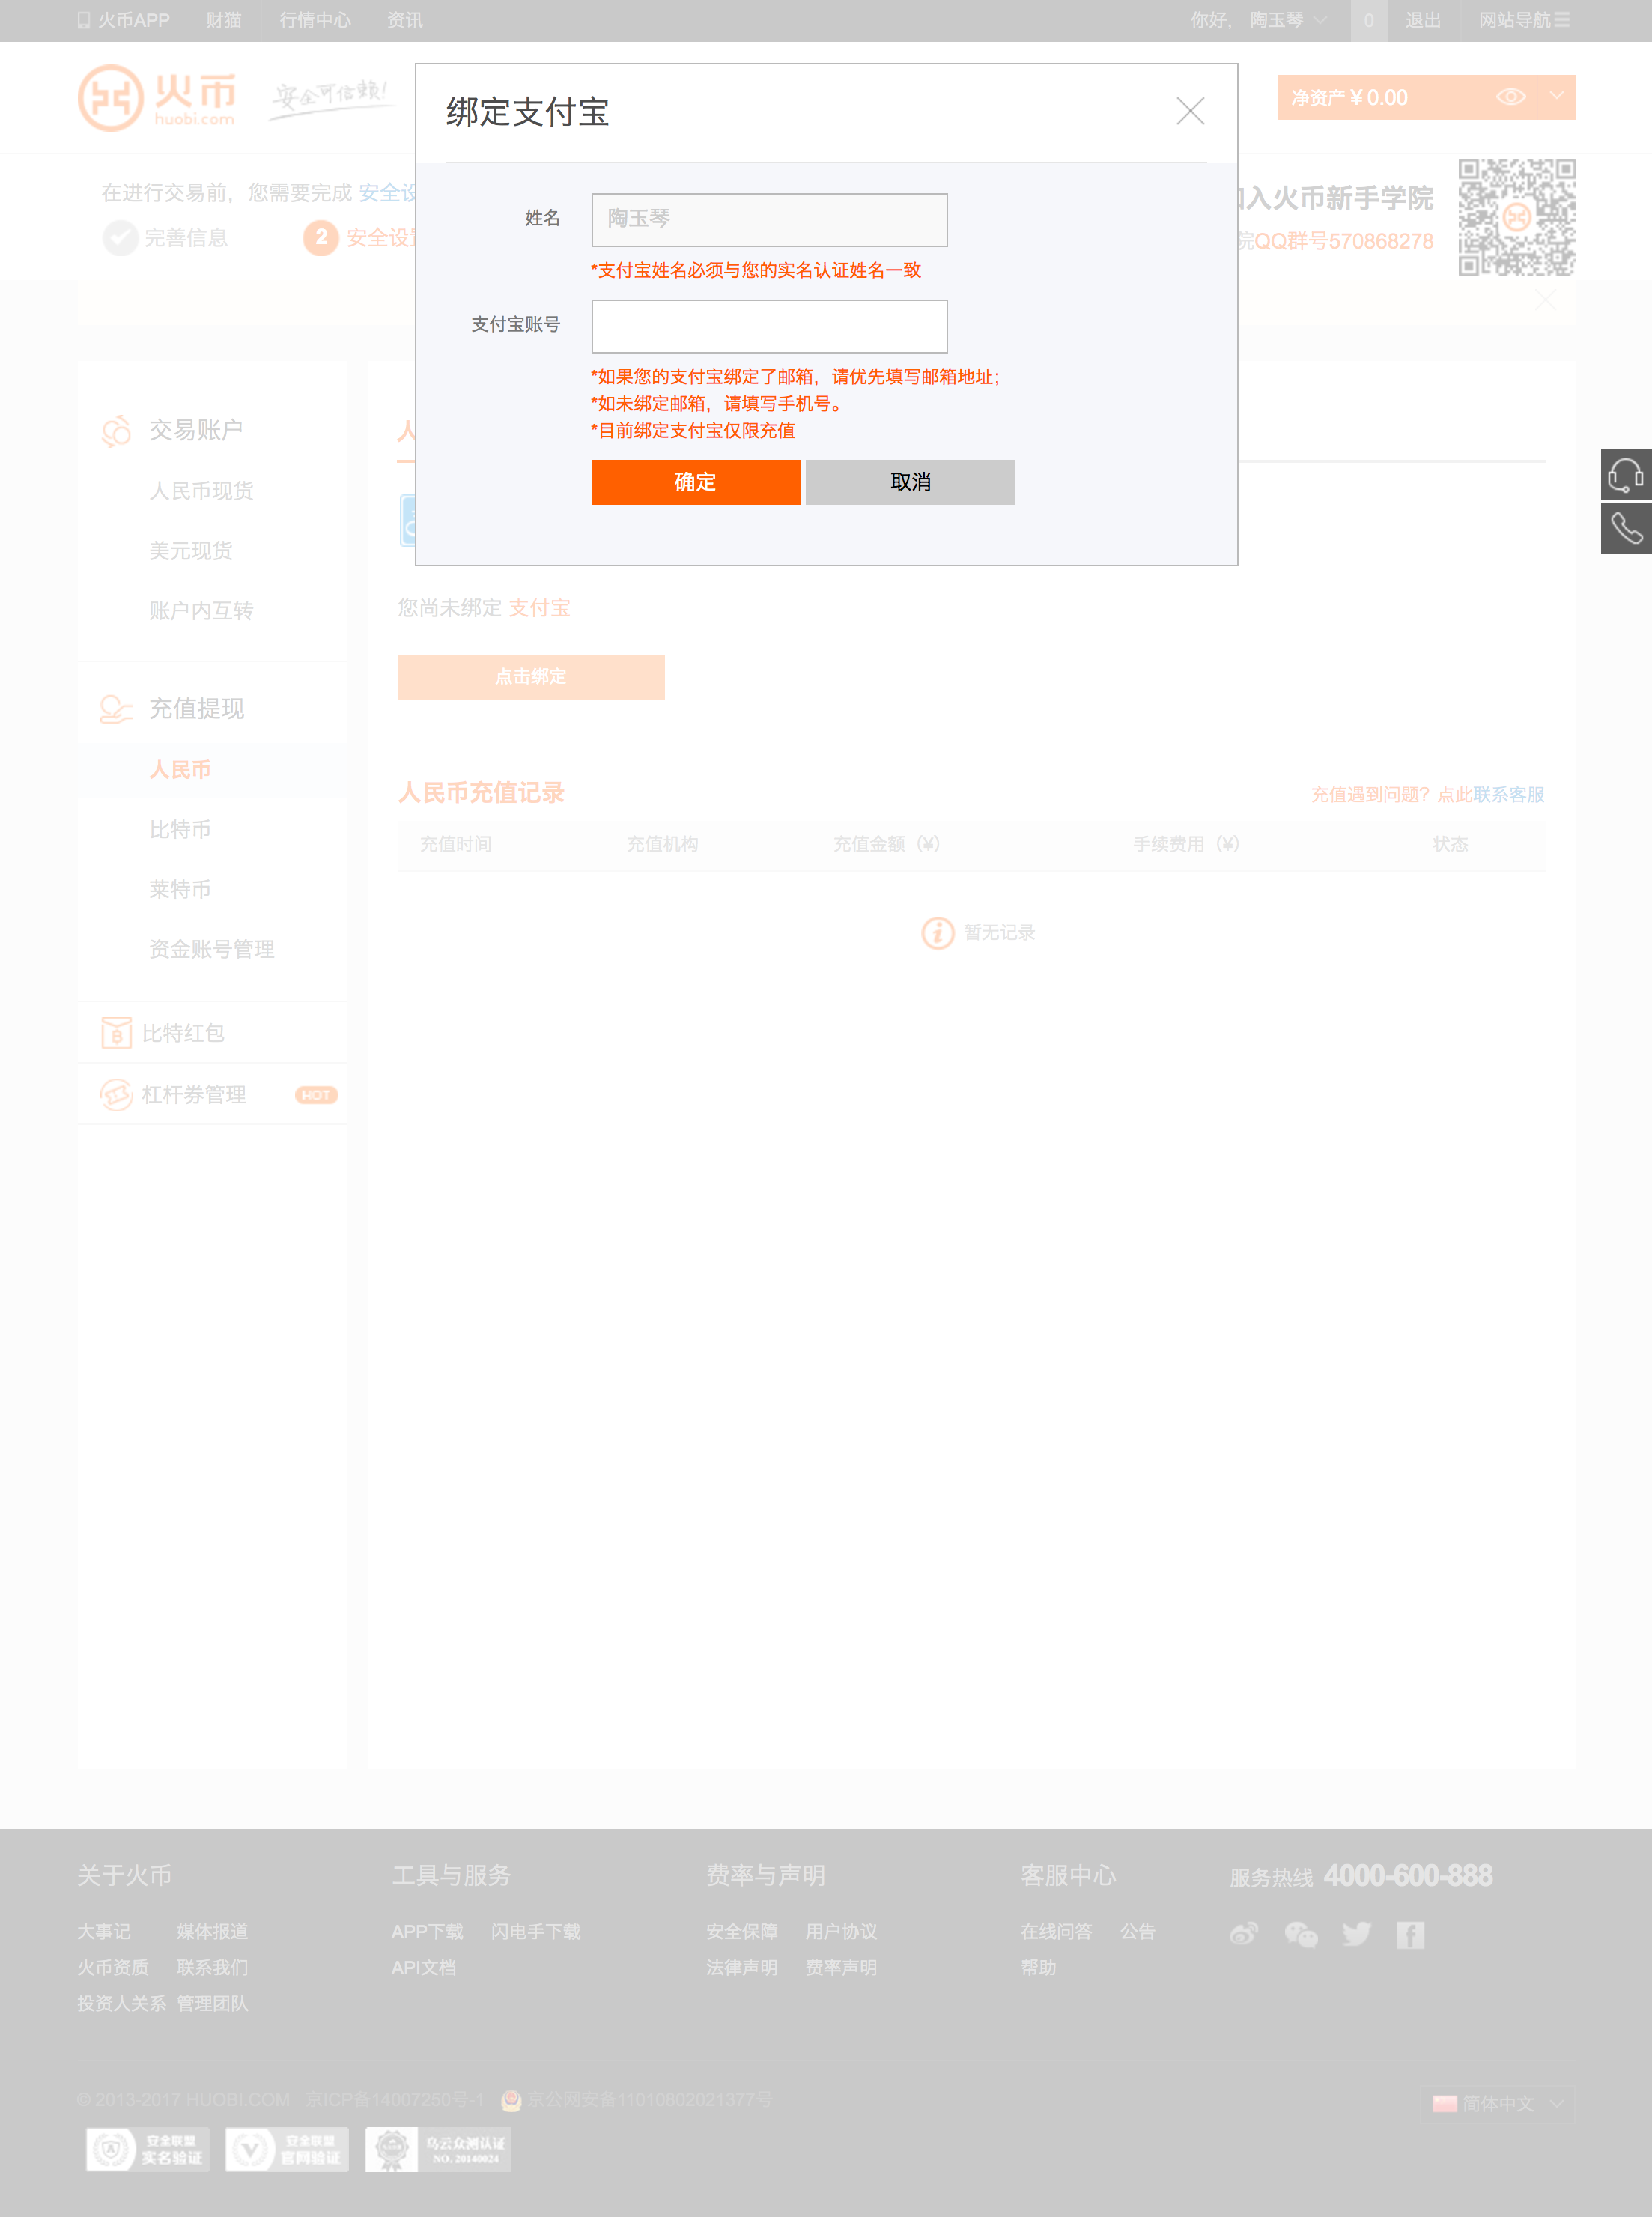 火币APP 财猫 行情中心 资讯 你好， 陶玉琴 0 退出 网站导航
火币
huobi.com
安全可信赖!
净资产￥0.00
绑定支付宝
姓名 陶玉琴
*支付宝姓名必须与您的实名认证姓名一致
支付宝账号
*如果您的支付宝绑定了邮箱，请优先填写邮箱地址；
*如未绑定邮箱，请填写手机号。
*目前绑定支付宝仅限充值
确定 取消
在进行交易前，您需要完成 安全设
完善信息 2 安全设置
加入火币新手学院
院QQ群号570868278
交易账户
人民币现货
美元现货
账户内互转
充值提现
人民币
比特币
莱特币
资金账号管理
比特红包
杠杆券管理 HOT
人
您尚未绑定 支付宝
点击绑定
人民币充值记录 充值遇到问题？点此联系客服
充值时间 充值机构 充值金额（¥） 手续费用（¥） 状态
暂无记录
关于火币
大事记 媒体报道
火币资质 联系我们
投资人关系 管理团队
工具与服务
APP下载 闪电手下载
API文档
费率与声明
安全保障 用户协议
法律声明 费率声明
客服中心
在线问答 公告
帮助
服务热线 4000-600-888
© 2013-2017 HUOBI.COM 京ICP备14007250号-1 京公网安备11010802021377号
简体中文
安全联盟
实名验证
安全联盟
官网验证
乌云众测认证
NO. 20140024